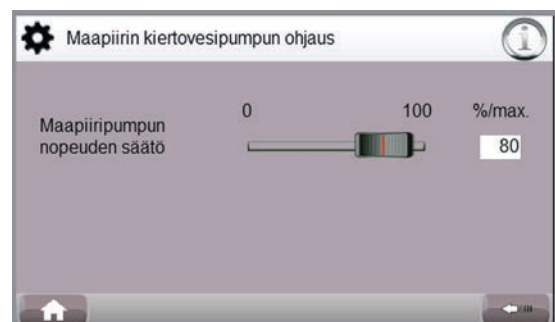 Maapiirin kiertovesipumpun ohjaus
0 100 %/max.
Maapiiripumpun
nopeuden säätö
80